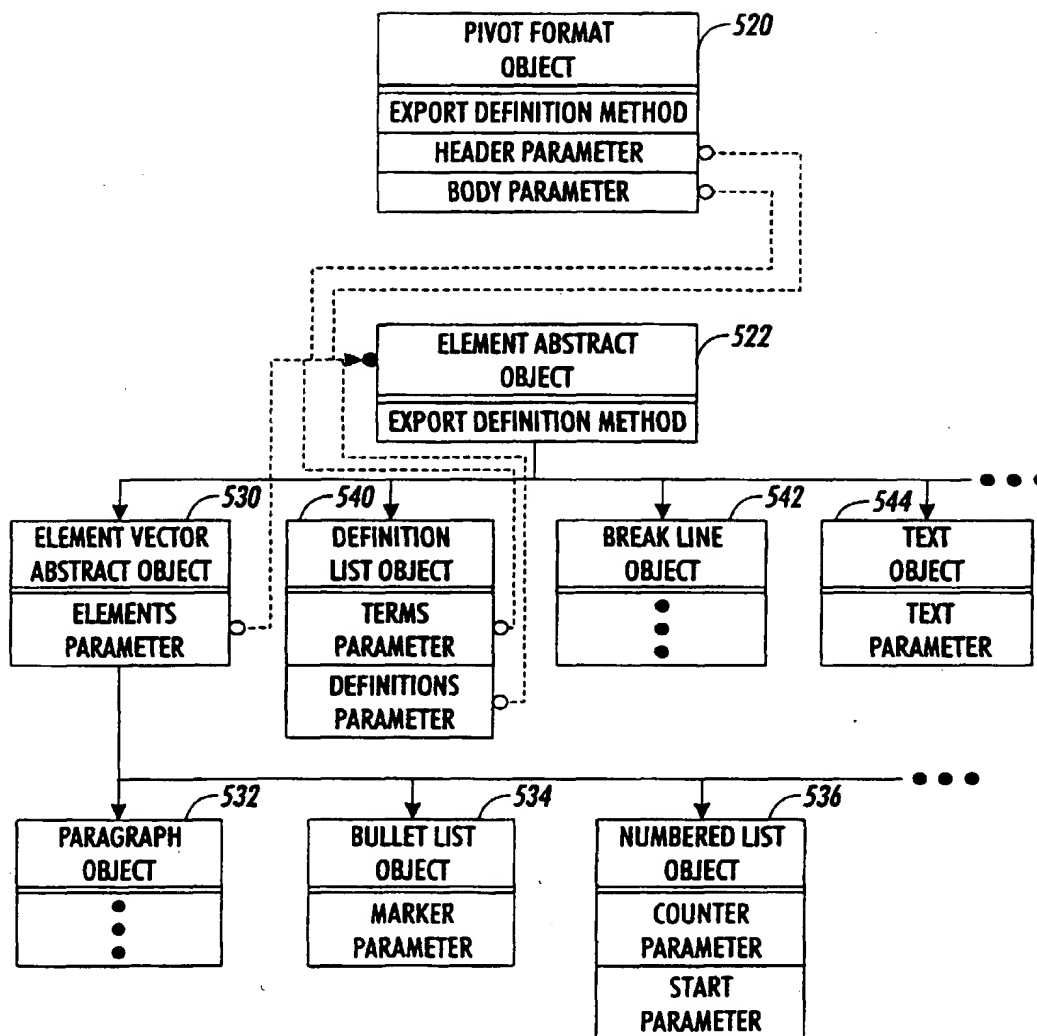 PIVOT FORMAT
OBJECT
520
EXPORT DEFINITION METHOD
HEADER PARAMETER
BODY PARAMETER
ELEMENT ABSTRACT
OBJECT
522
EXPORT DEFINITION METHOD
530
ELEMENT VECTOR
ABSTRACT OBJECT
ELEMENTS
PARAMETER
540
DEFINITION
LIST OBJECT
TERMS
PARAMETER
DEFINITIONS
PARAMETER
542
BREAK LINE
OBJECT
544
TEXT
OBJECT
TEXT
PARAMETER
532
PARAGRAPH
OBJECT
534
BULLET LIST
OBJECT
MARKER
PARAMETER
536
NUMBERED LIST
OBJECT
COUNTER
PARAMETER
START
PARAMETER